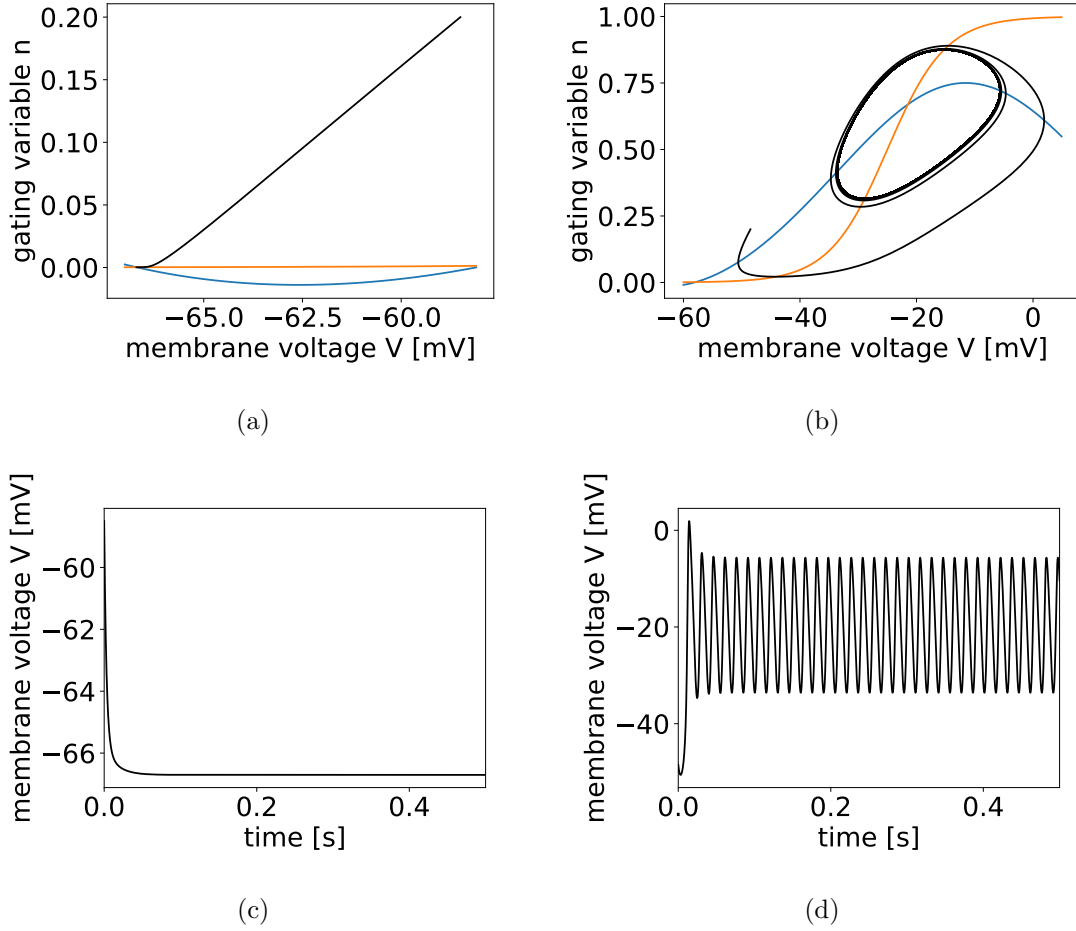 0.20
0.15
0.10
0.05
0.00
gating variable n
−65.0
−62.5
−60.0
membrane voltage V [mV]
(a)
1.00
0.75
0.50
0.25
0.00
gating variable n
−60
−40
−20
0
membrane voltage V [mV]
(b)
−60
−62
−64
−66
membrane voltage V [mV]
0.0
0.2
0.4
time [s]
(c)
0
−20
−40
membrane voltage V [mV]
0.0
0.2
0.4
time [s]
(d)